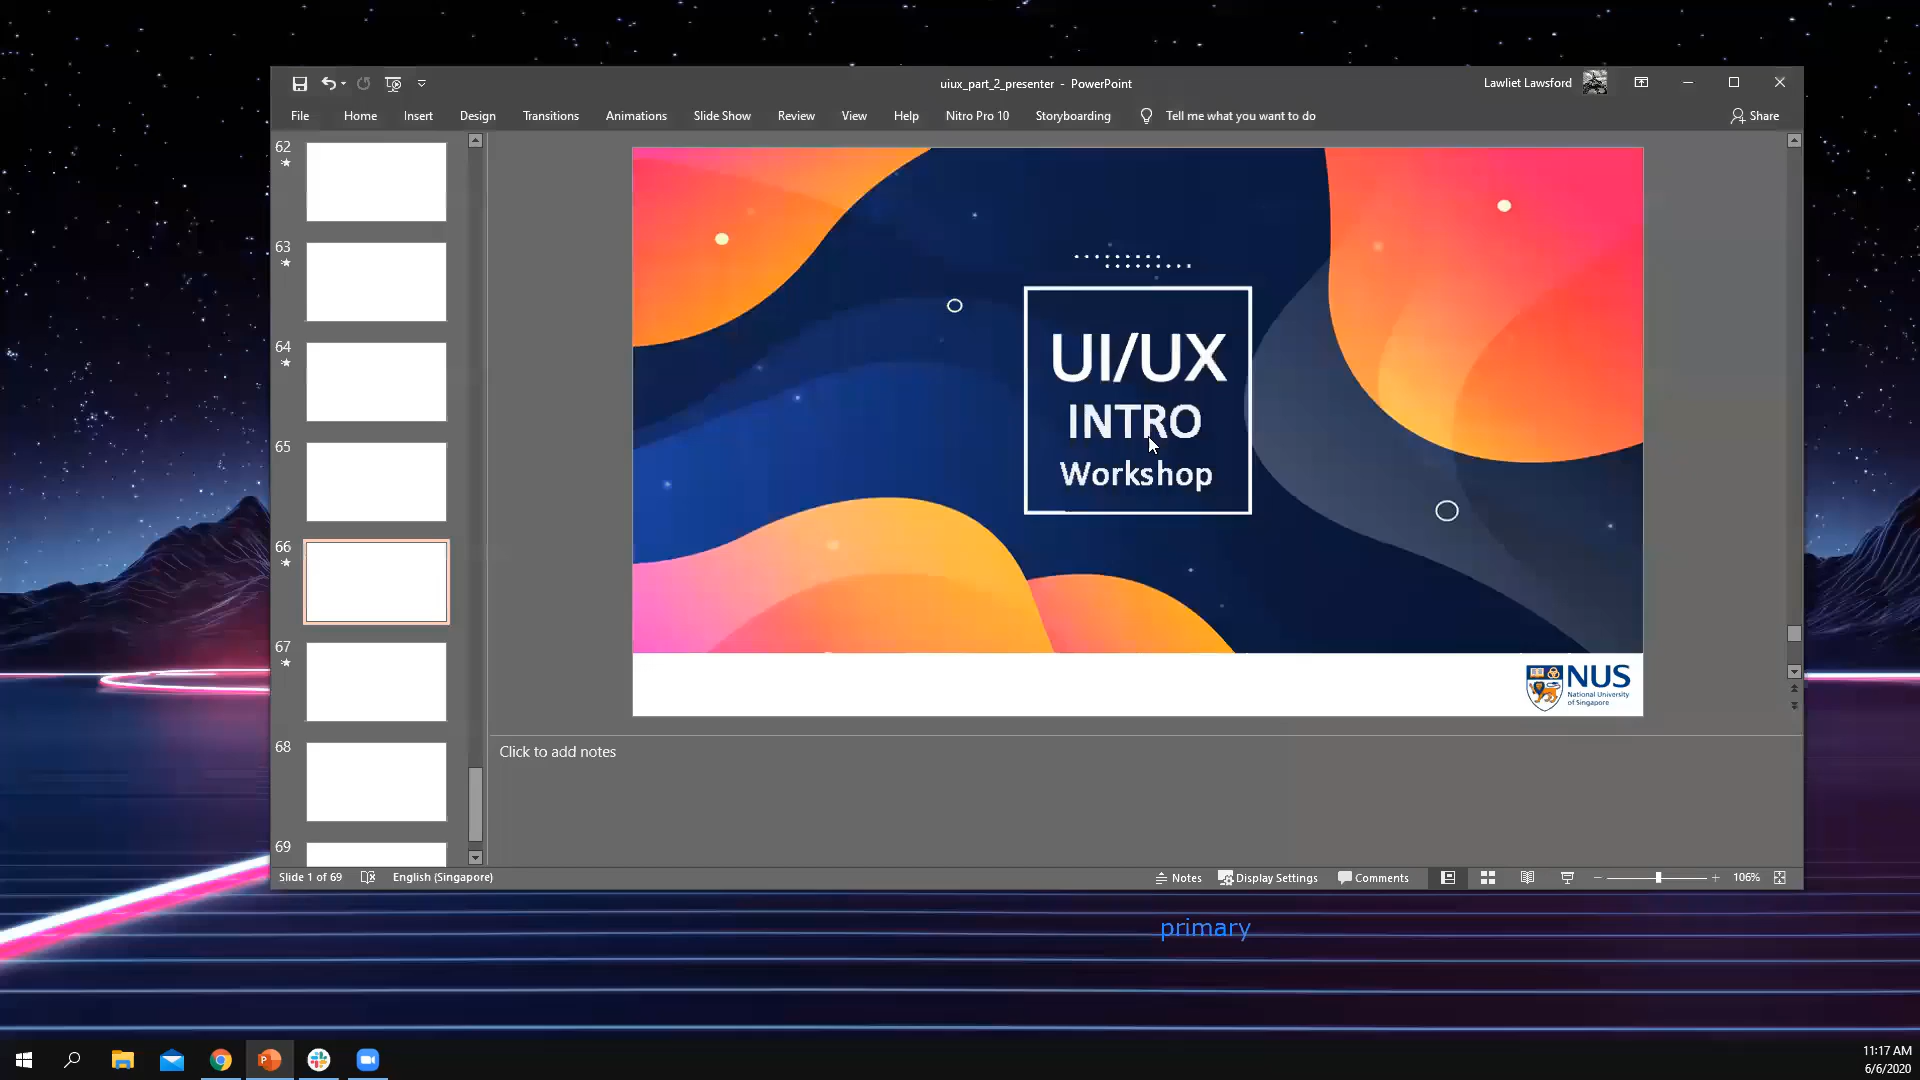 uiux_part_2_presenter - PowerPoint
Lawliet Lawsford
File Home Insert Design Transitions Animations Slide Show Review View Help Nitro Pro 10 Storyboarding Tell me what you want to do Share
62
63
64
65
66
67
68
69
UI/UX
INTRO
Workshop
NUS
National University
of Singapore
Click to add notes
Slide 1 of 69 English (Singapore) Notes Display Settings Comments 106%
primary
11:17 AM
6/6/2020